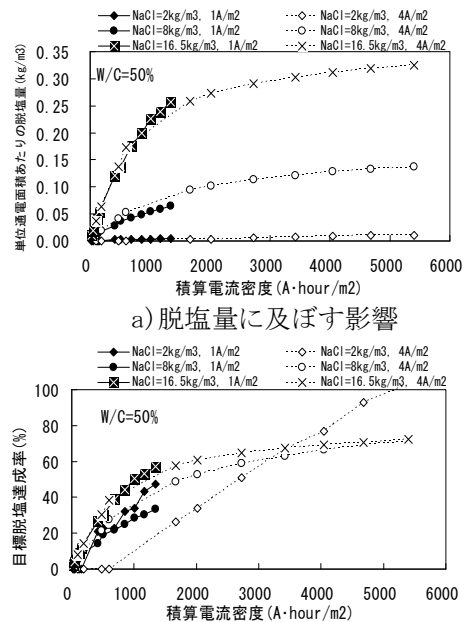 NaCl=2kg/m3, 1A/m2 NaCl=2kg/m3, 4A/m2
NaCl=8kg/m3, 1A/m2 NaCl=8kg/m3, 4A/m2
NaCl=16.5kg/m3, 1A/m2 NaCl=16.5kg/m3, 4A/m2
単位通電面積あたりの脱塩量(kg/m3)
0.35
W/C=50%
0.30
0.25
0.20
0.15
0.10
0.05
0.00
0 1000 2000 3000 4000 5000 6000
積算電流密度(A･hour/m2)
a)脱塩量に及ぼす影響
NaCl=2kg/m3, 1A/m2 NaCl=2kg/m3, 4A/m2
NaCl=8kg/m3, 1A/m2 NaCl=8kg/m3, 4A/m2
NaCl=16.5kg/m3, 1A/m2 NaCl=16.5kg/m3, 4A/m2
目標脱塩達成率(%)
100
W/C=50%
80
60
40
20
0
0 1000 2000 3000 4000 5000 6000
積算電流密度(A･hour/m2)